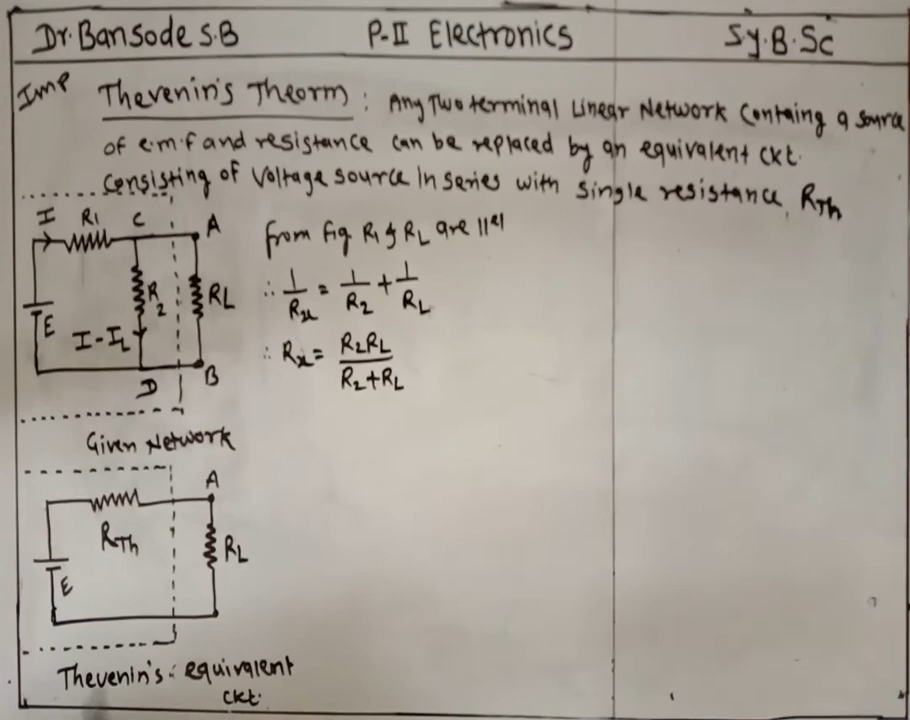 Dr. Bansode S.B P-II Electronics Sy.B.Sc
Imp
Thevenin's Theorm : Any Two terminal Linear Network Containg a source
of e.m.f and resistance can be replaced by an equivalent ckt.
consisting of Voltage source In series with single resistance, RTh
I R1 C A
R2 RL
E
I-IL
D B
Given Network
from fig R1 & RL are ||el
∴ 1/Rx = 1/R2 + 1/RL
∴ Rx = R2RL/R2+RL
A
RTh
RL
E
Thevenin's equivalent
ckt.